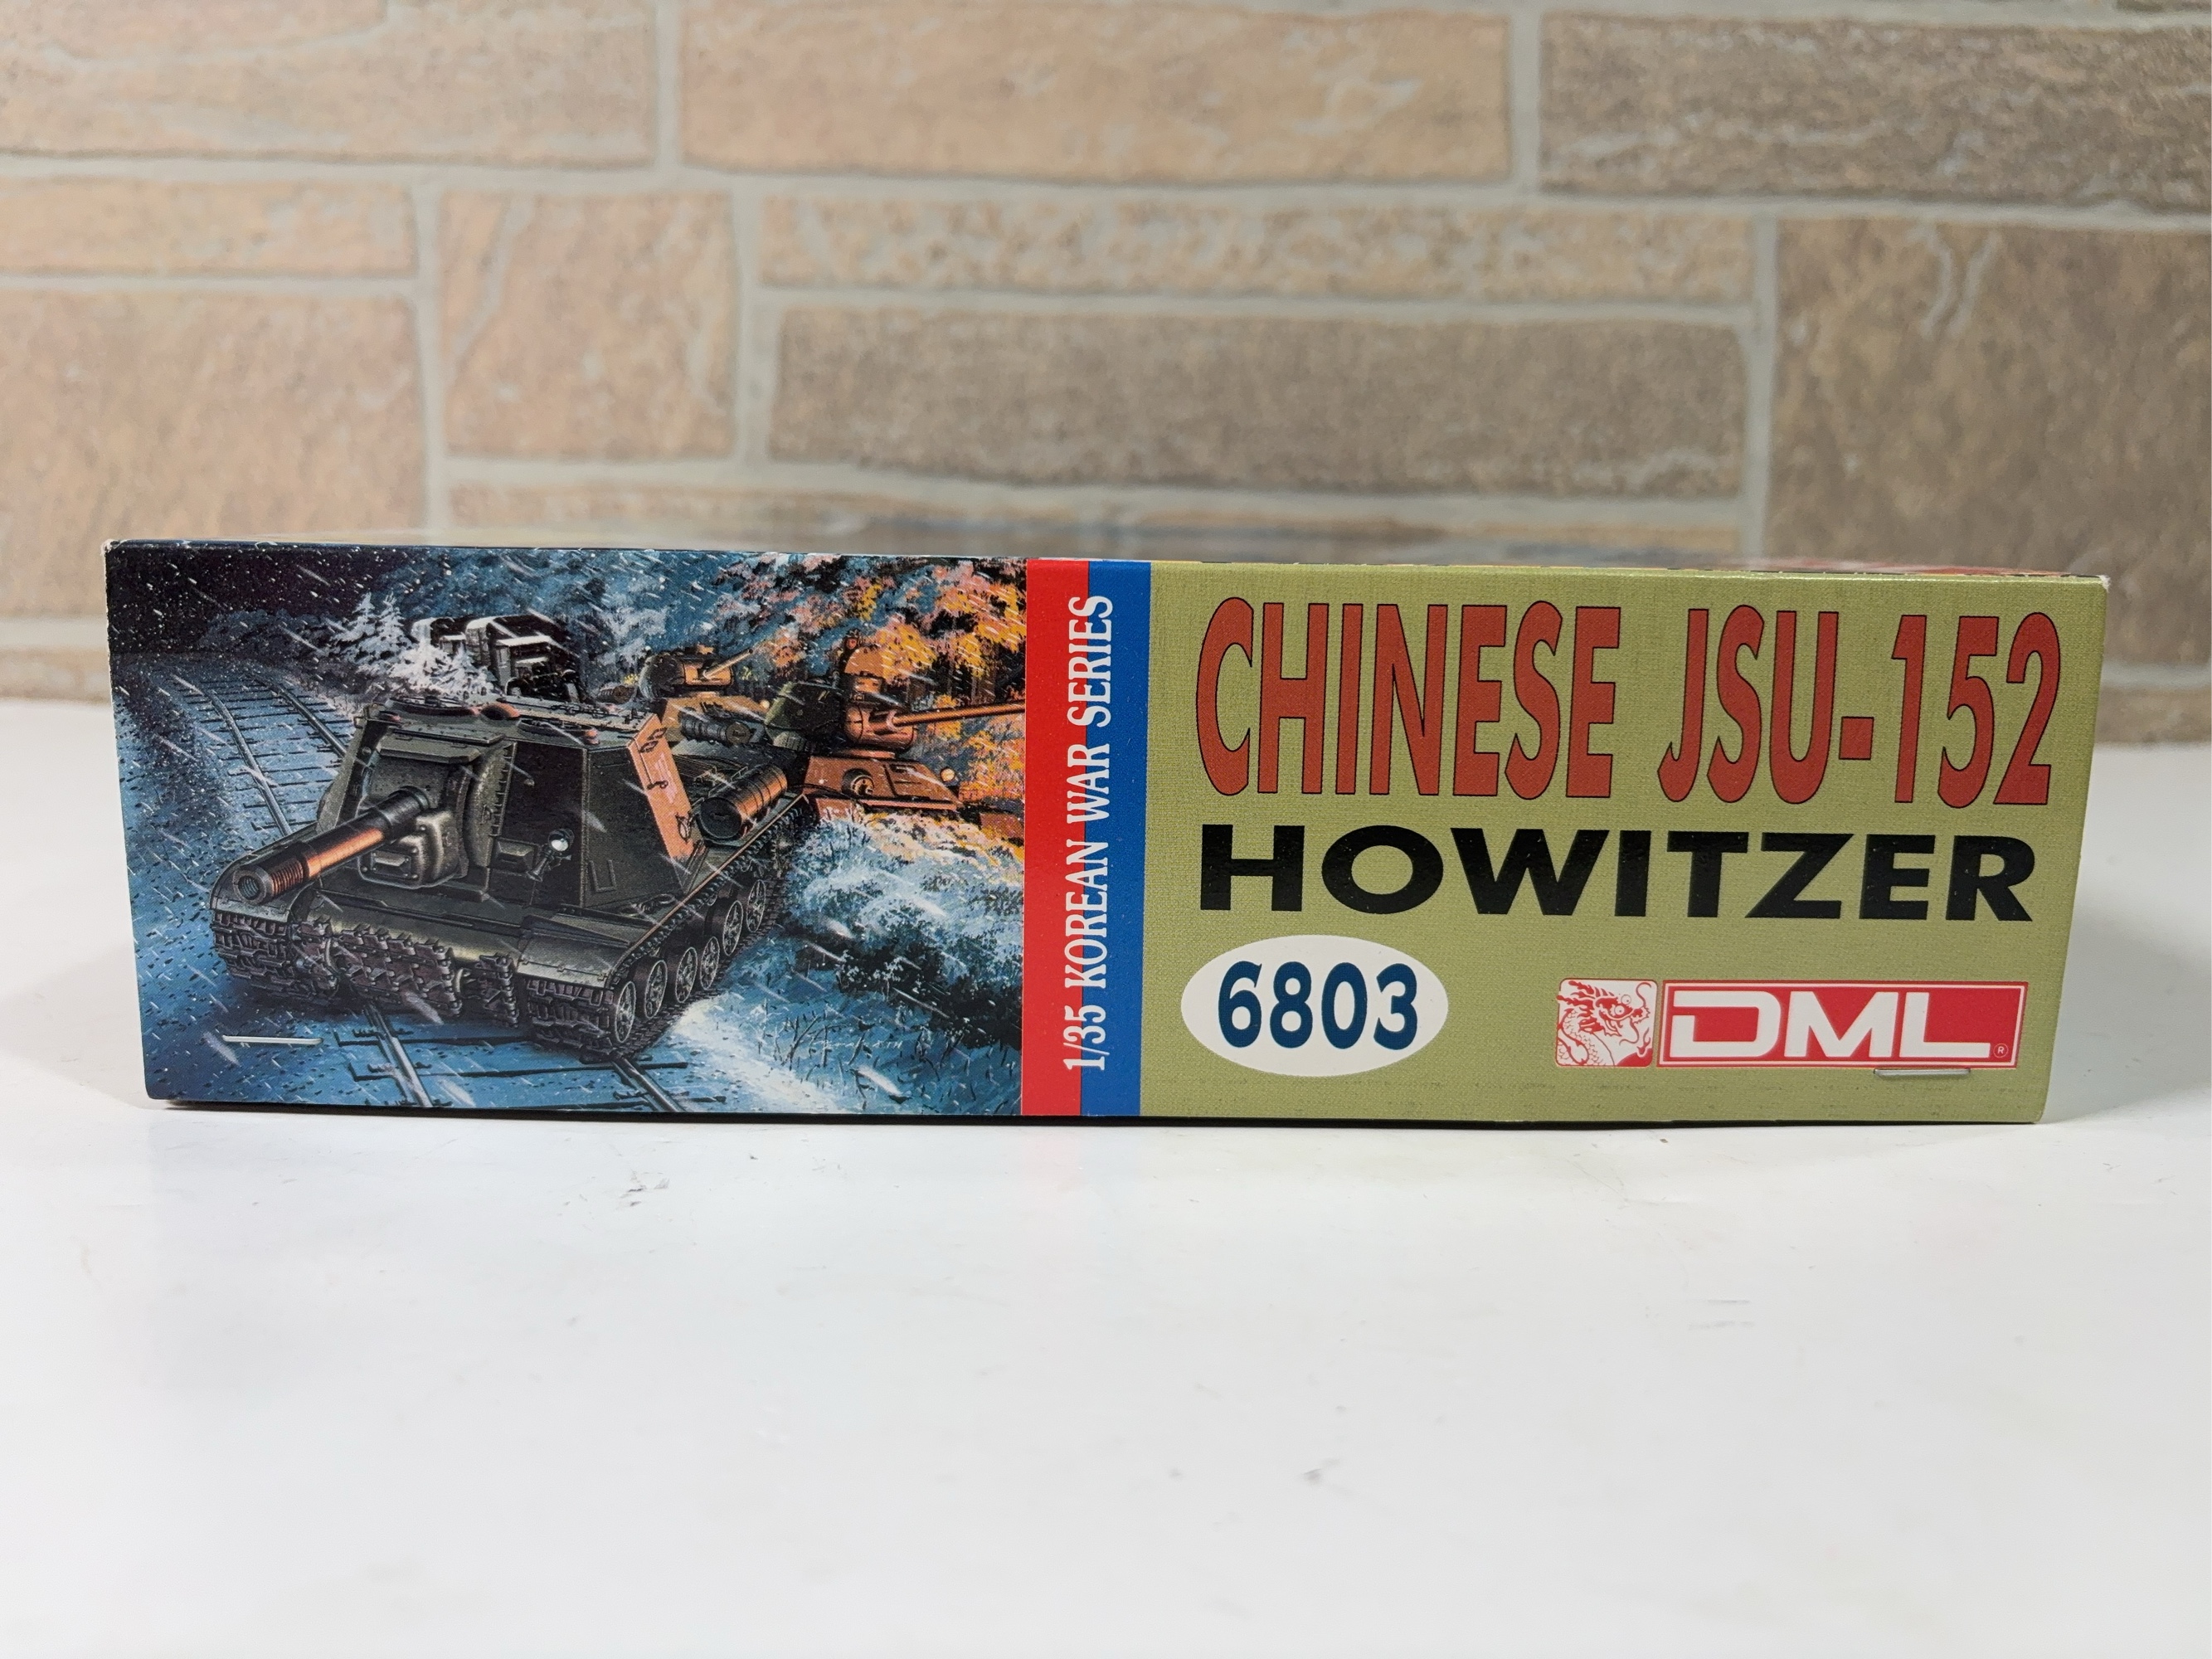 1/35 KOREAN WAR SERIES
CHINESE JSU-152
HOWITZER
6803
DML®